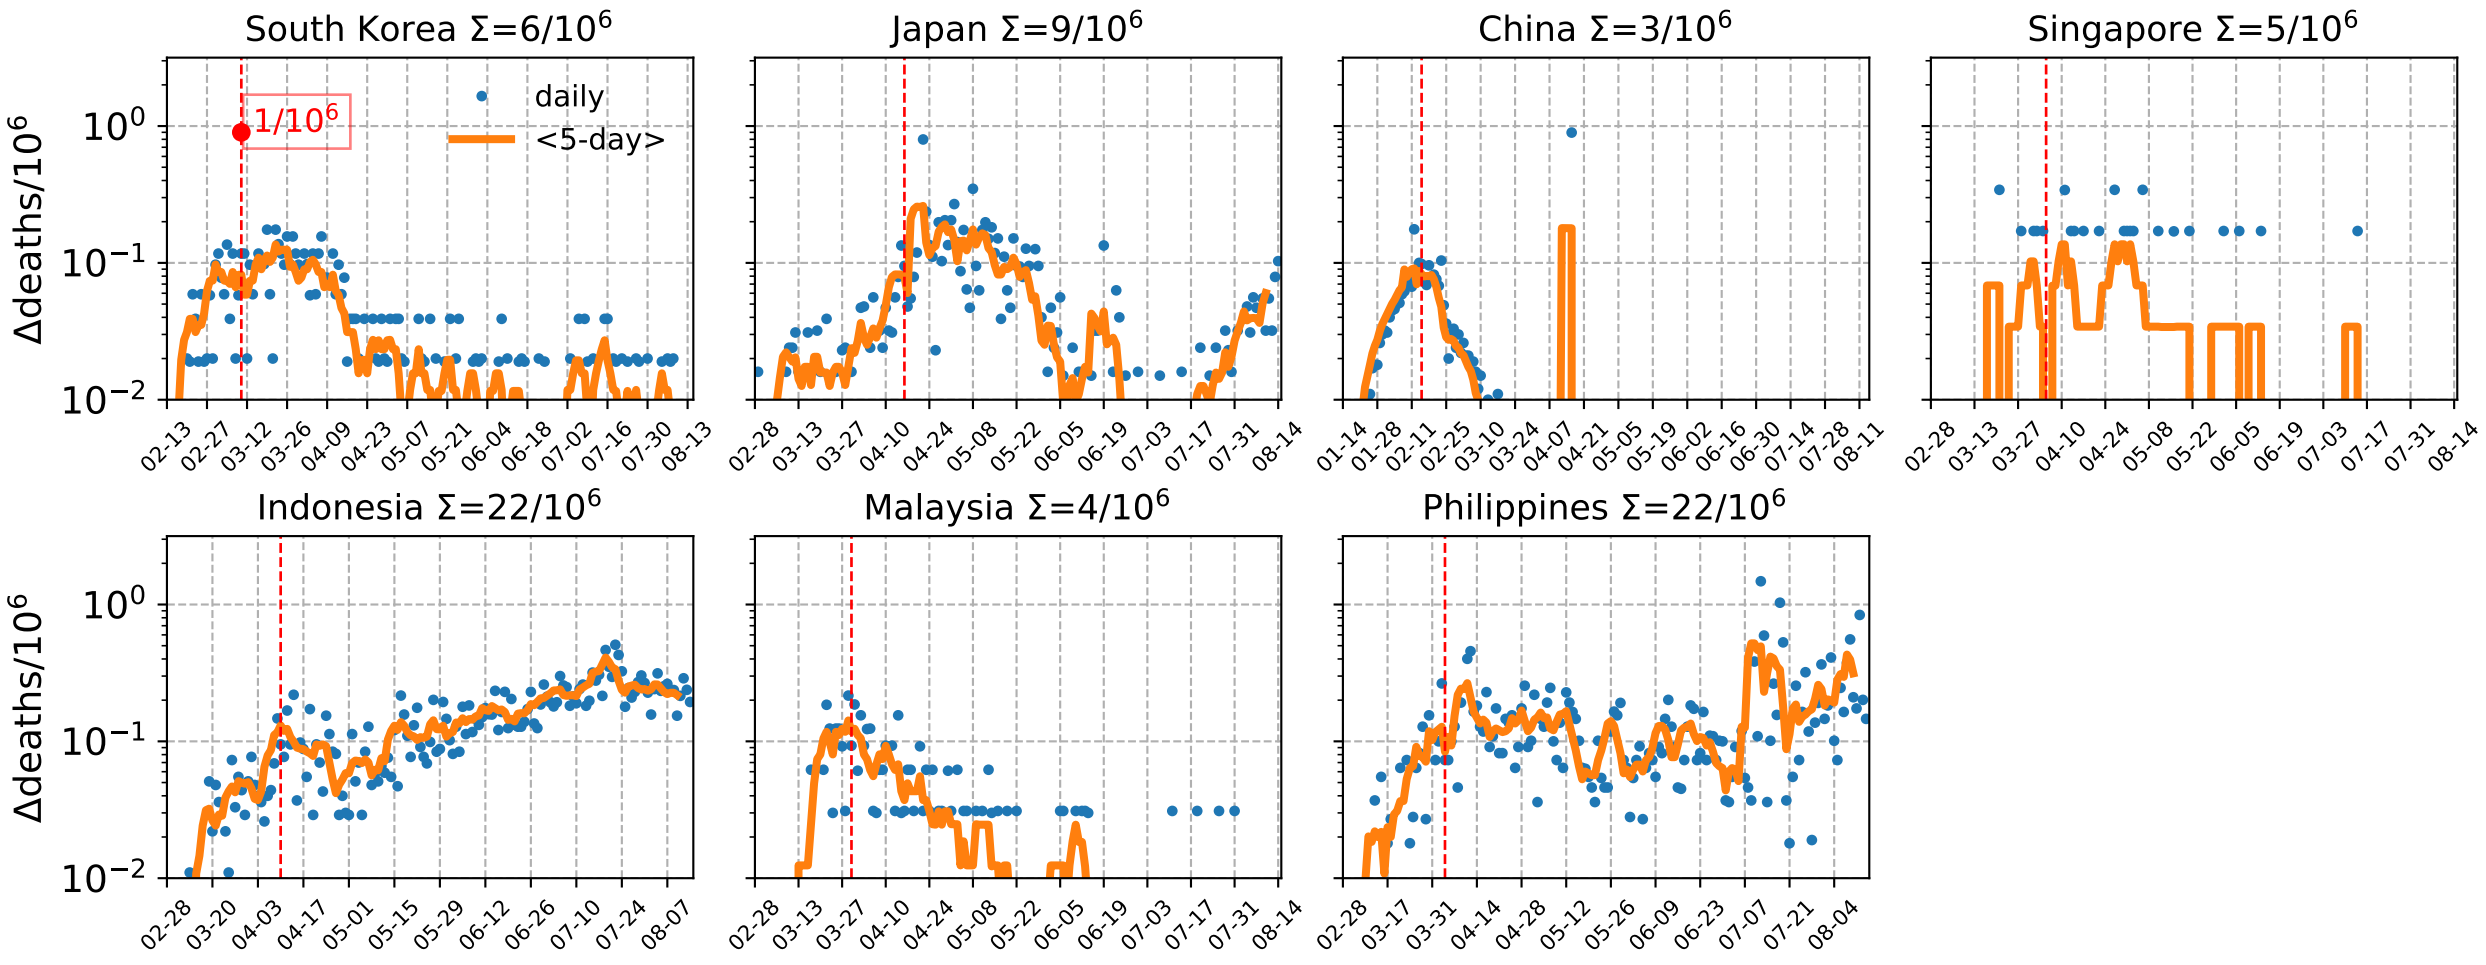 South Korea Σ=6/10⁶
Japan Σ=9/10⁶
China Σ=3/10⁶
Singapore Σ=5/10⁶
Δdeaths/10⁶
10⁰
10⁻¹
10⁻²
1/10⁶
daily
<5-day>
02-13 02-27 03-12 03-26 04-09 04-23 05-07 05-21 06-04 06-18 07-02 07-16 07-30 08-13
02-28 03-13 03-27 04-10 04-24 05-08 05-22 06-05 06-19 07-03 07-17 07-31 08-14
01-14 01-28 02-11 02-25 03-10 03-24 04-07 04-21 05-05 05-19 06-02 06-16 06-30 07-14 07-28 08-11
02-28 03-13 03-27 04-10 04-24 05-08 05-22 06-05 06-19 07-03 07-17 07-31 08-14
Indonesia Σ=22/10⁶
Malaysia Σ=4/10⁶
Philippines Σ=22/10⁶
Δdeaths/10⁶
10⁰
10⁻¹
10⁻²
02-28 03-20 04-03 04-17 05-01 05-15 05-29 06-12 06-26 07-10 07-24 08-07
02-28 03-13 03-27 04-10 04-24 05-08 05-22 06-05 06-19 07-03 07-17 07-31 08-14
02-28 03-17 03-31 04-14 04-28 05-12 05-26 06-09 06-23 07-07 07-21 08-04